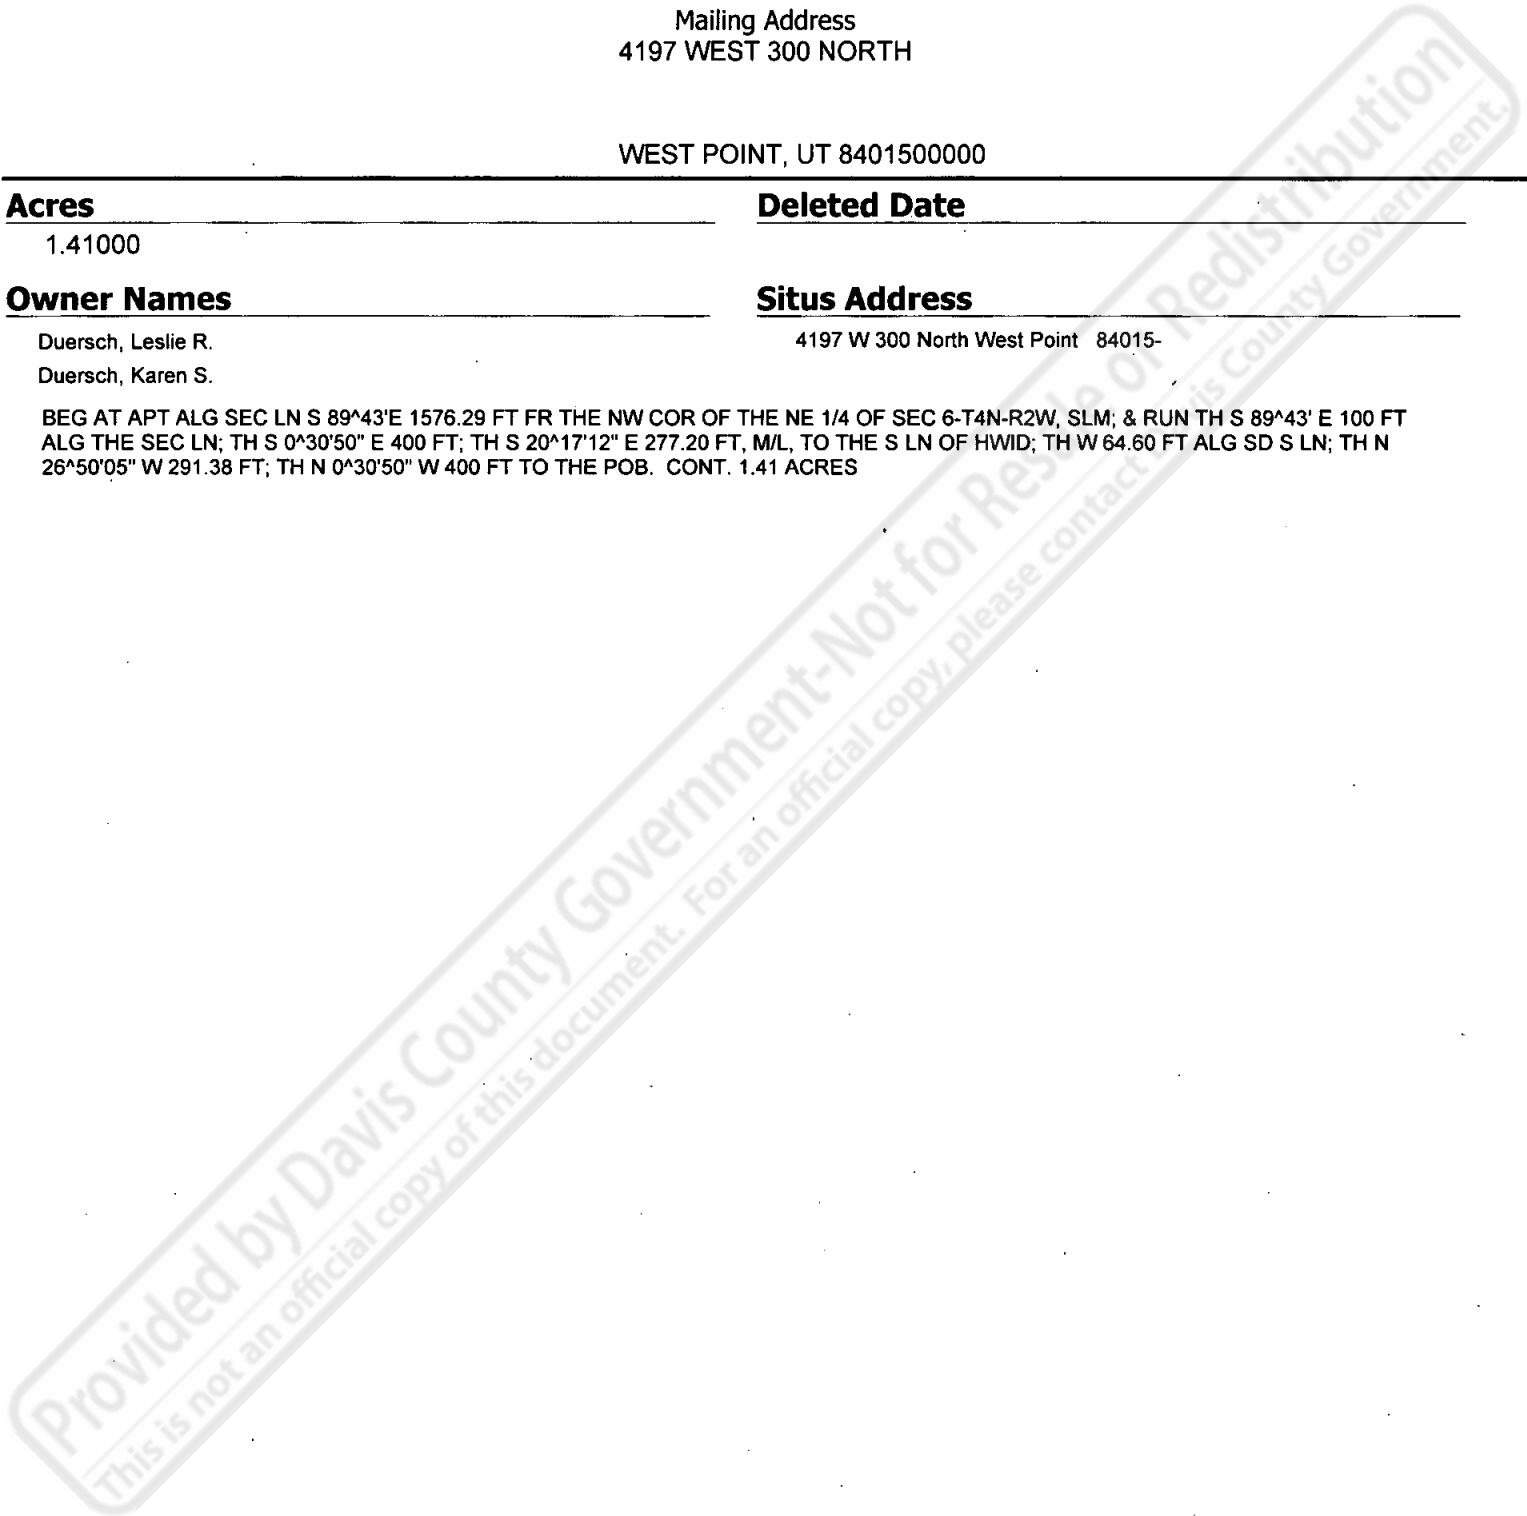 Mailing Address
4197 WEST 300 NORTH
WEST POINT, UT 8401500000
Acres
Deleted Date
1.41000
Owner Names
Situs Address
Duersch, Leslie R.
4197 W 300 North West Point 84015-
Duersch, Karen S.
BEG AT APT ALG SEC LN S 89^43'E 1576.29 FT FR THE NW COR OF THE NE 1/4 OF SEC 6-T4N-R2W, SLM; & RUN TH S 89^43' E 100 FT
ALG THE SEC LN; TH S 0^30'50" E 400 FT; TH S 20^17'12" E 277.20 FT, M/L, TO THE S LN OF HWID; TH W 64.60 FT ALG SD S LN; TH N
26^50'05" W 291.38 FT; TH N 0^30'50" W 400 FT TO THE POB. CONT. 1.41 ACRES
Provided by Davis County Government-Not for Resale or Redistribution
This is not an official copy of this document. For an official copy, please contact Davis County Government.